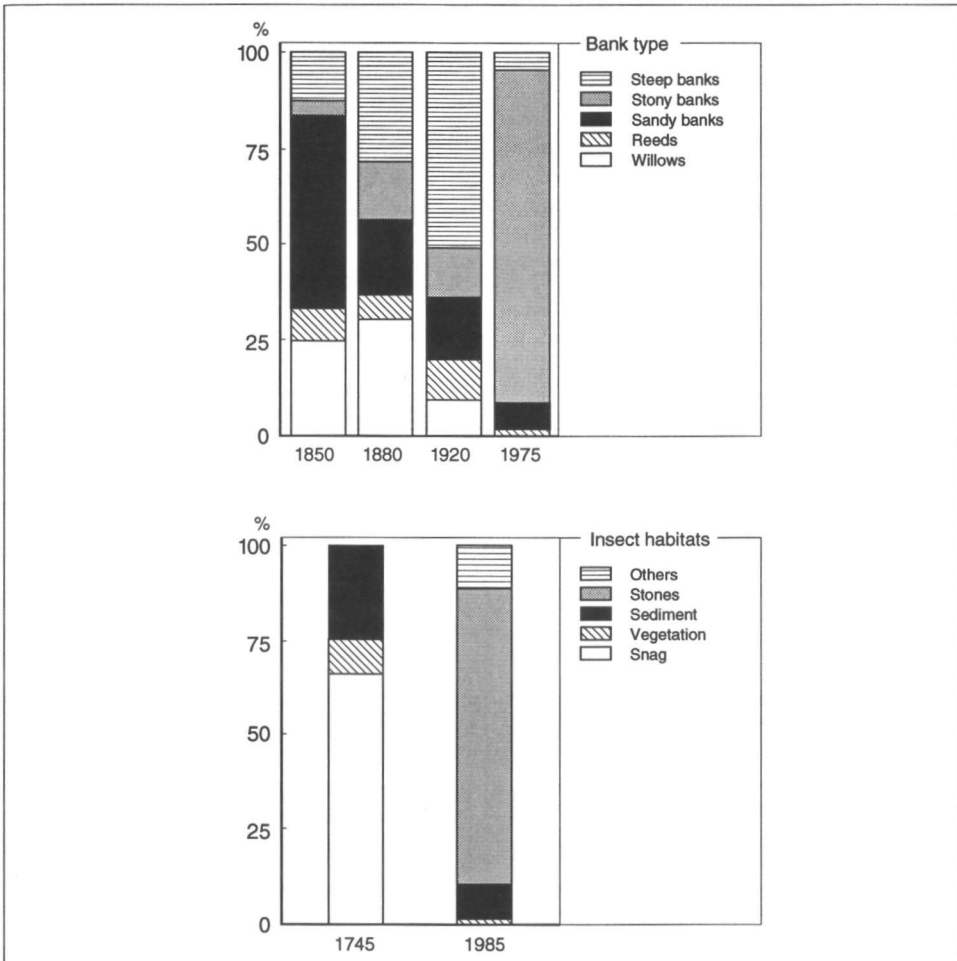 %
Bank type
100
Steep banks
Stony banks
Sandy banks
Reeds
Willows
75
50
25
0
1850 1880 1920 1975
%
Insect habitats
100
Others
Stones
Sediment
Vegetation
Snag
75
50
25
0
1745 1985